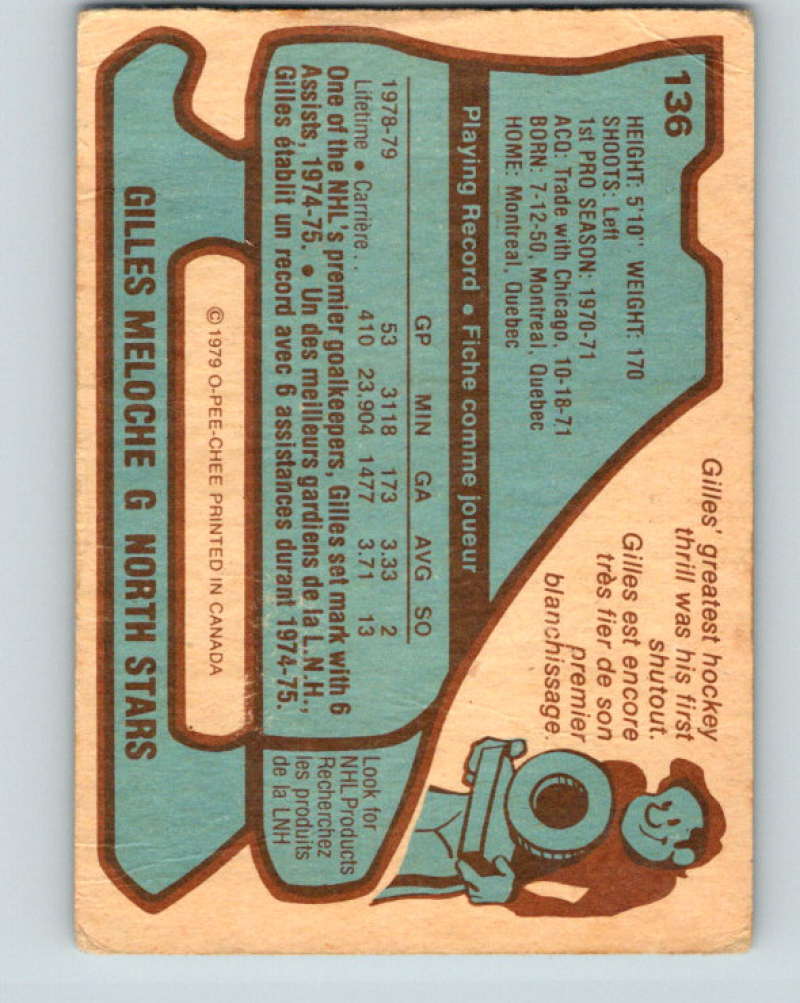 136
HEIGHT: 5'10" WEIGHT: 170
SHOOTS: Left
1st PRO SEASON: 1970-71
ACQ: Trade with Chicago, 10-18-71
BORN: 7-12-50, Montreal, Quebec
HOME: Montreal, Quebec
Gilles' greatest hockey
thrill was his first
shutout.
Gilles est encore
très fier de son
premier
blanchissage.
Playing Record • Fiche comme joueur
GP MIN GA AVG SO
1978-79 53 3118 173 3.33 2
Lifetime • Carrière... 410 23,904 1477 3.71 13
One of the NHL's premier goalkeepers, Gilles set mark with 6
Assists, 1974-75. • Un des meilleurs gardiens de la L.N.H.,
Gilles établit un record avec 6 assistances durant 1974-75.
Look for
NHL Products
Recherchez
les produits
de la LNH
© 1979 O-PEE-CHEE PRINTED IN CANADA
GILLES MELOCHE G NORTH STARS